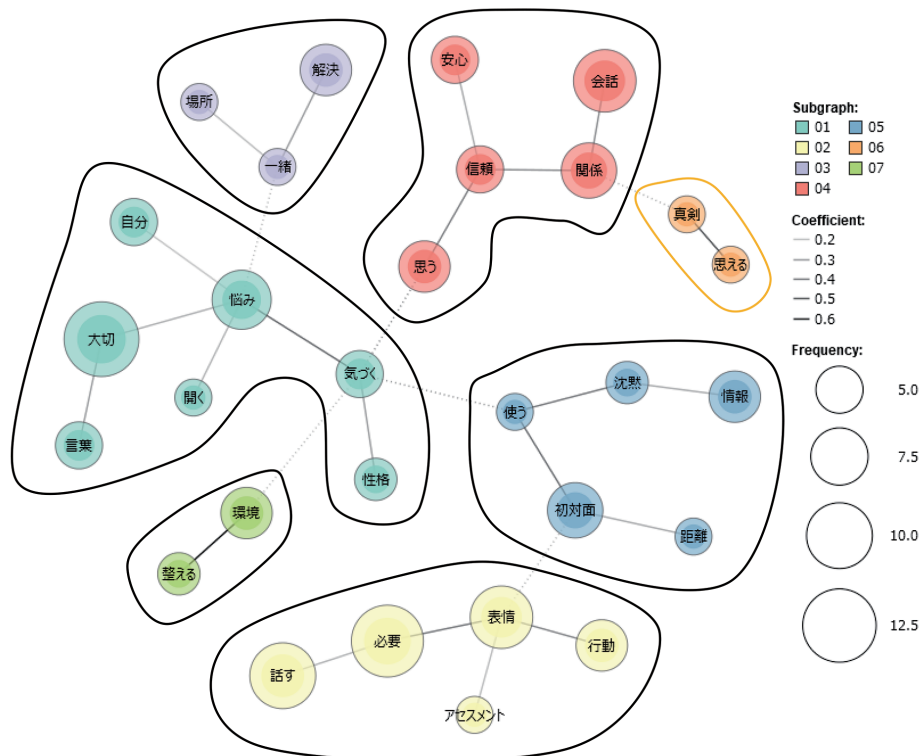 安心
会話
解決
場所
一緒
信頼
関係
思う
真剣
思える
自分
悩み
大切
開く
言葉
気づく
性格
使う
沈黙
情報
初対面
距離
環境
整える
表情
必要
話す
行動
アセスメント
Subgraph:
01 05
02 06
03 07
04
Coefficient:
0.2
0.3
0.4
0.5
0.6
Frequency:
5.0
7.5
10.0
12.5